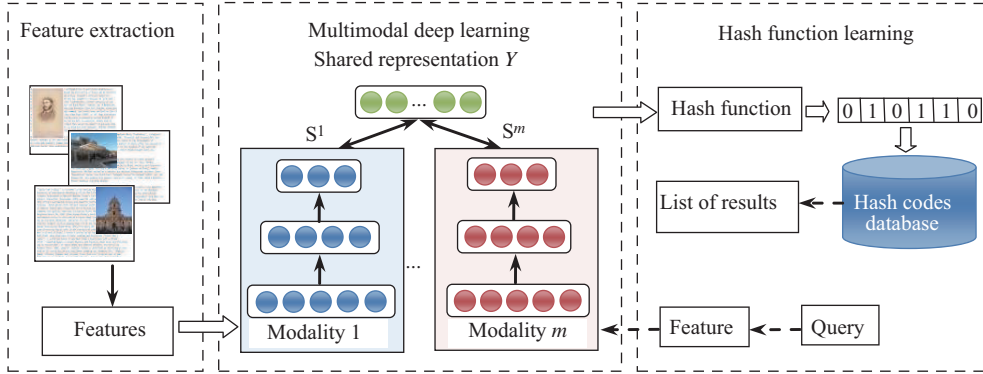 Feature extraction
Features
Multimodal deep learning
Shared representation Y
...
S¹
Sᵐ
...
Modality 1
Modality m
Hash function learning
Hash function
0 1 0 1 1 0
List of results
Hash codes
database
Feature
Query